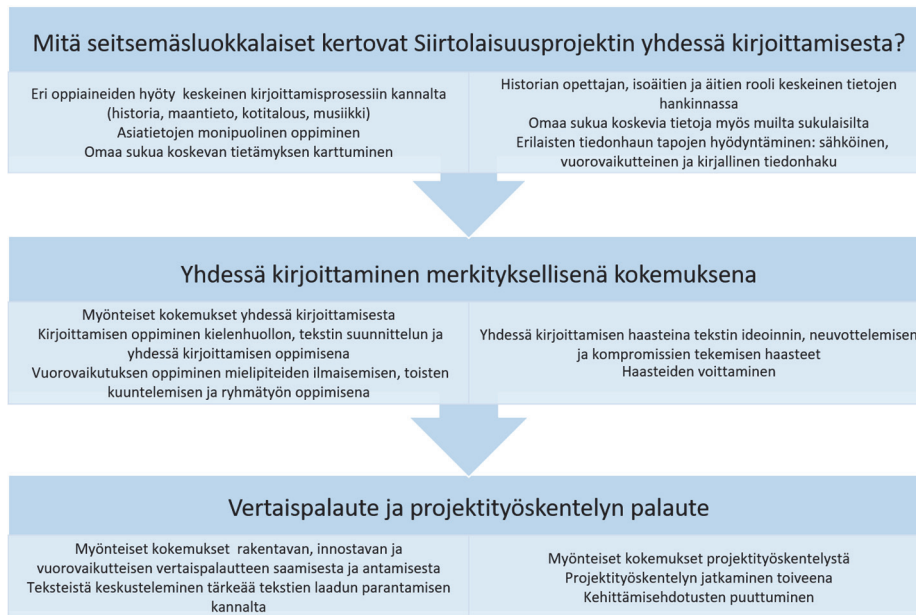 Mitä seitsemäsluokkalaiset kertovat Siirtolaisuusprojektin yhdessä kirjoittamisesta?
Eri oppiaineiden hyöty keskeinen kirjoittamisprosessiin kannalta
(historia, maantieto, kotitalous, musiikki)
Asiatietojen monipuolinen oppiminen
Omaa sukua koskevan tietämyksen karttuminen
Historian opettajan, isoäitien ja äitien rooli keskeinen tietojen
hankinnassa
Omaa sukua koskevia tietoja myös muilta sukulaisilta
Erilaisten tiedonhaun tapojen hyödyntäminen: sähköinen,
vuorovaikutteinen ja kirjallinen tiedonhaku
Yhdessä kirjoittaminen merkityksellisenä kokemuksena
Myönteiset kokemukset yhdessä kirjoittamisesta
Kirjoittamisen oppiminen kielenhuollon, tekstin suunnittelun ja
yhdessä kirjoittamisen oppimisena
Vuorovaikutuksen oppiminen mielipiteiden ilmaisemisen, toisten
kuuntelemisen ja ryhmätyön oppimisena
Yhdessä kirjoittamisen haasteina tekstin ideoinnin, neuvottelemisen
ja kompromissien tekemisen haasteet
Haasteiden voittaminen
Vertaispalaute ja projektityöskentelyn palaute
Myönteiset kokemukset rakentavan, innostavan ja
vuorovaikutteisen vertaispalautteen saamisesta ja antamisesta
Teksteistä keskusteleminen tärkeää tekstien laadun parantamisen
kannalta
Myönteiset kokemukset projektityöskentelystä
Projektityöskentelyn jatkaminen toiveena
Kehittämisehdotusten puuttuminen